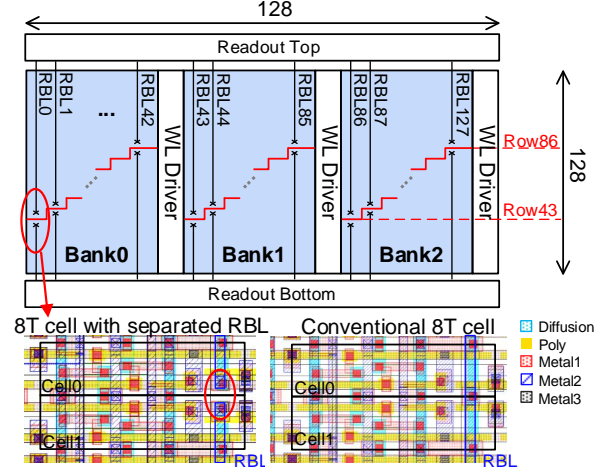 128
Readout Top
RBL0
RBL1
...
RBL42
RBL43
RBL44
RBL85
RBL86
RBL87
RBL127
WL Driver
WL Driver
WL Driver
Row86
128
Row43
Bank0
Bank1
Bank2
Readout Bottom
8T cell with separated RBL
Conventional 8T cell
Cell0
Cell1
RBL
Cell0
Cell1
RBL
Diffusion
Poly
Metal1
Metal2
Metal3